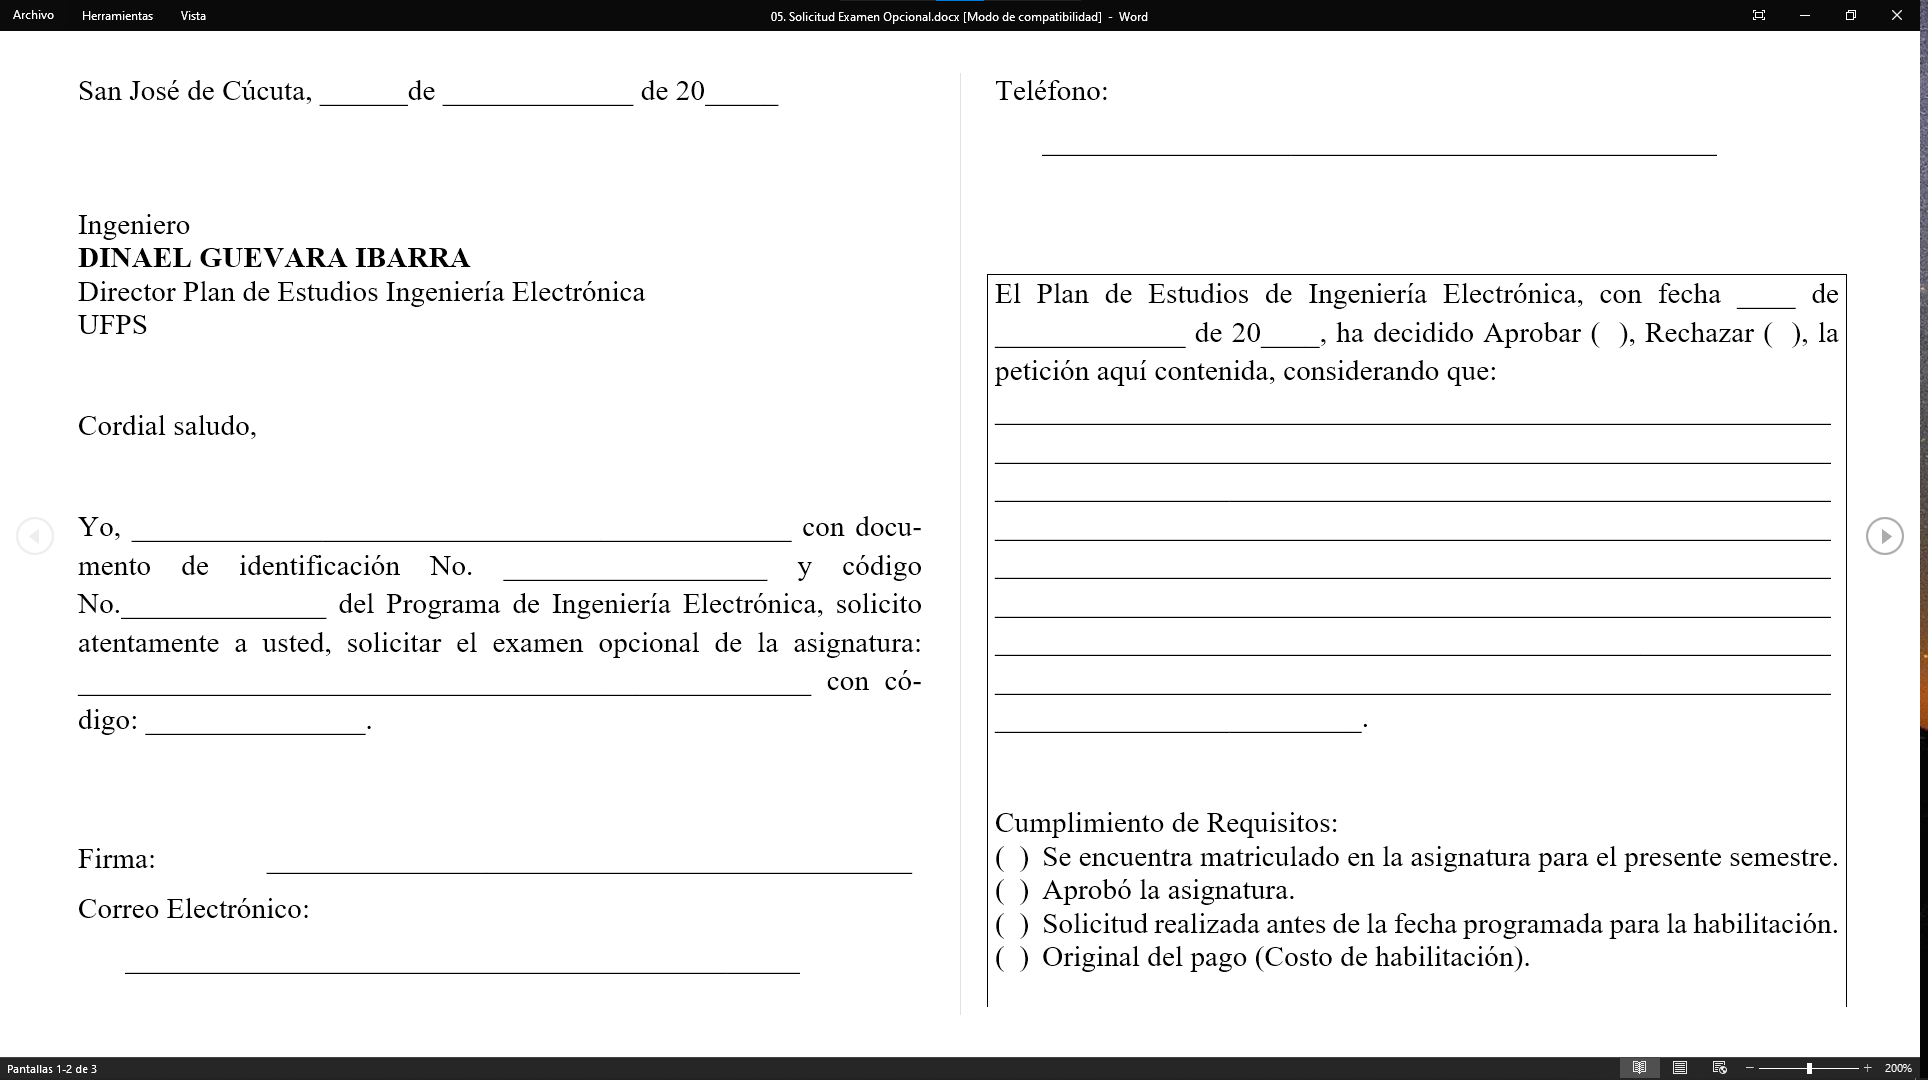 Archivo Herramientas Vista 05. Solicitud Examen Opcional.docx [Modo de compatibilidad] - Word
San José de Cúcuta, ______de _____________ de 20_____
Ingeniero
DINAEL GUEVARA IBARRA
Director Plan de Estudios Ingeniería Electrónica
UFPS
Cordial saludo,
Yo, _____________________________________________ con docu-
mento de identificación No. __________________ y código
No.______________ del Programa de Ingeniería Electrónica, solicito
atentamente a usted, solicitar el examen opcional de la asignatura:
__________________________________________________ con có-
digo: _______________.
Firma: ____________________________________________
Correo Electrónico:
______________________________________________
Teléfono:
______________________________________________
El Plan de Estudios de Ingeniería Electrónica, con fecha ____ de
_____________ de 20____, ha decidido Aprobar ( ), Rechazar ( ), la
petición aquí contenida, considerando que:
_________________________________________________________
_________________________________________________________
_________________________________________________________
_________________________________________________________
_________________________________________________________
_________________________________________________________
_________________________________________________________
_________________________________________________________
_________________________.
Cumplimiento de Requisitos:
( ) Se encuentra matriculado en la asignatura para el presente semestre.
( ) Aprobó la asignatura.
( ) Solicitud realizada antes de la fecha programada para la habilitación.
( ) Original del pago (Costo de habilitación).
Pantallas 1-2 de 3 200%